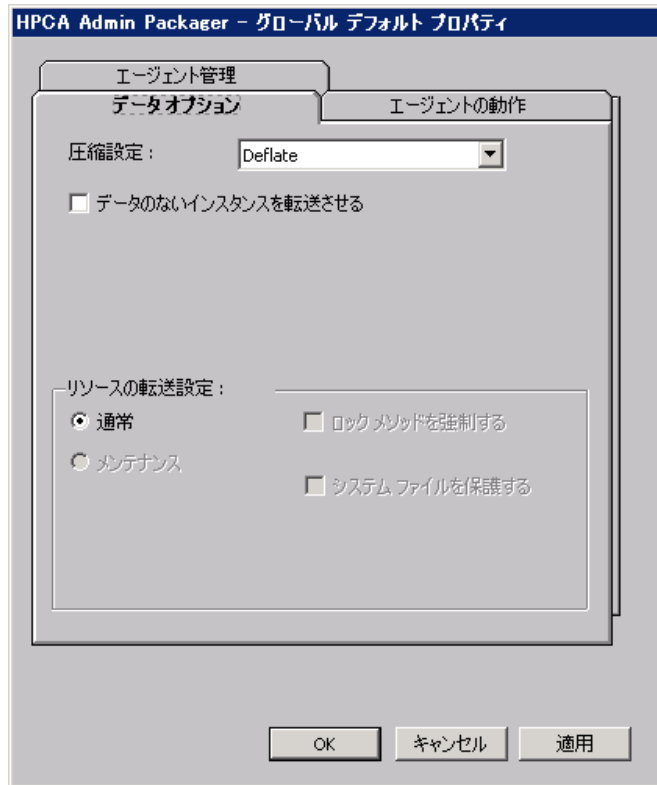 HPCA Admin Packager - グローバル デフォルト プロパティ
エージェント管理
データ オプション
エージェントの動作
圧縮設定：
Deflate
データのないインスタンスを転送させる
リソースの転送設定：
通常
ロック メソッドを強制する
メンテナンス
システム ファイルを保護する
OK
キャンセル
適用